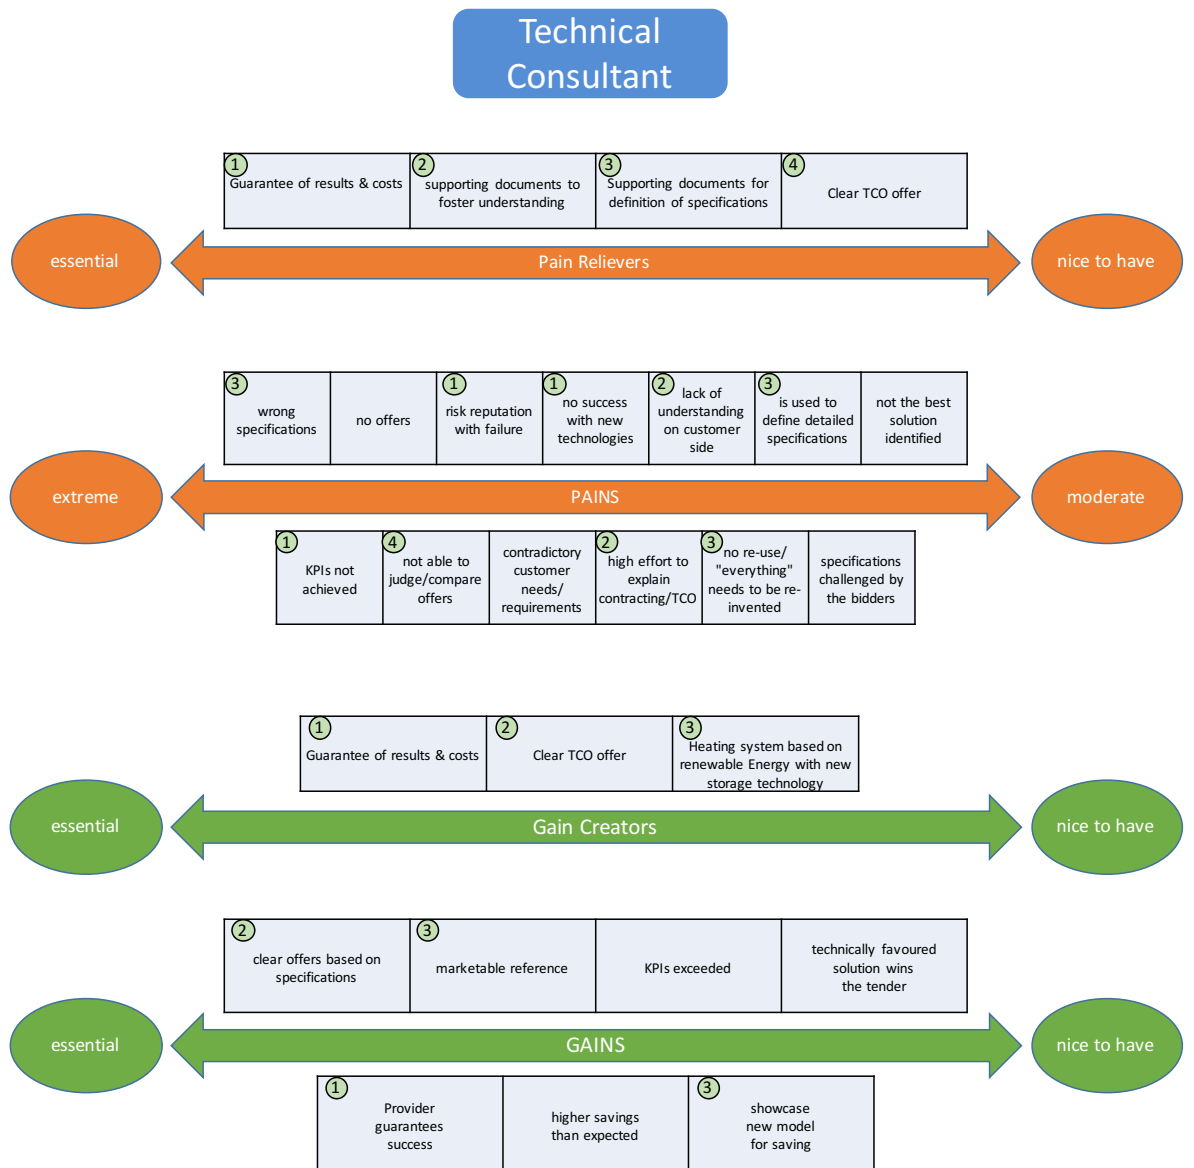 Technical
Consultant
1
Guarantee of results & costs
2
supporting documents to
foster understanding
3
Supporting documents for
definition of specifications
4
Clear TCO offer
essential
Pain Relievers
nice to have
3
wrong
specifications
no offers
1
risk reputation
with failure
1
no success
with new
technologies
2
lack of
understanding
on customer
side
3
is used to
define detailed
specifications
not the best
solution
identified
extreme
PAINS
moderate
1
KPIs not
achieved
4
not able to
judge/compare
offers
contradictory
customer
needs/
requirements
2
high effort to
explain
contracting/TCO
3
no re-use/
"everything"
needs to be re-
invented
specifications
challenged by
the bidders
1
Guarantee of results & costs
2
Clear TCO offer
3
Heating system based on
renewable Energy with new
storage technology
essential
Gain Creators
nice to have
2
clear offers based on
specifications
3
marketable reference
KPIs exceeded
technically favoured
solution wins
the tender
essential
GAINS
nice to have
1
Provider
guarantees
success
higher savings
than expected
3
showcase
new model
for saving